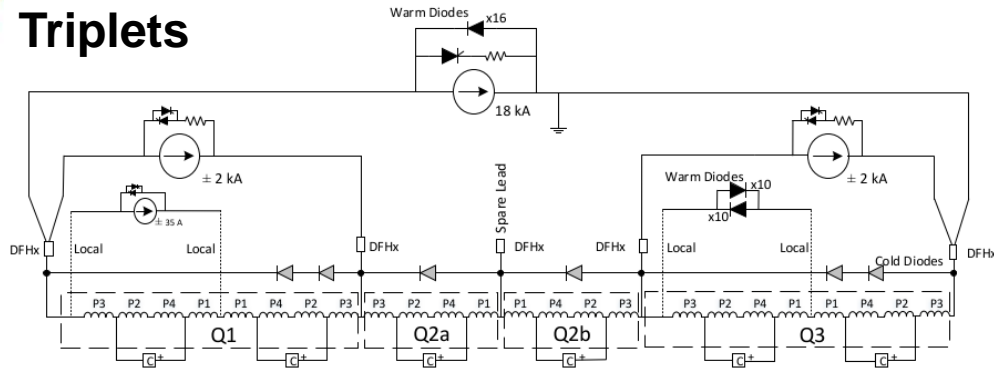 Triplets
Warm Diodes
x16
18 kA
± 2 kA
± 2 kA
Warm Diodes
x10
x10
± 35 A
Spare Lead
DFHx
Local
Local
DFHx
DFHx
DFHx
Local
Local
DFHx
Cold Diodes
P3 P2 P4 P1 P1 P4 P2 P3 P3 P2 P4 P1 P1 P4 P2 P3 P3 P2 P4 P1 P1 P4 P2 P3
Q1 Q2a Q2b Q3
C + C + C + C + C + C +